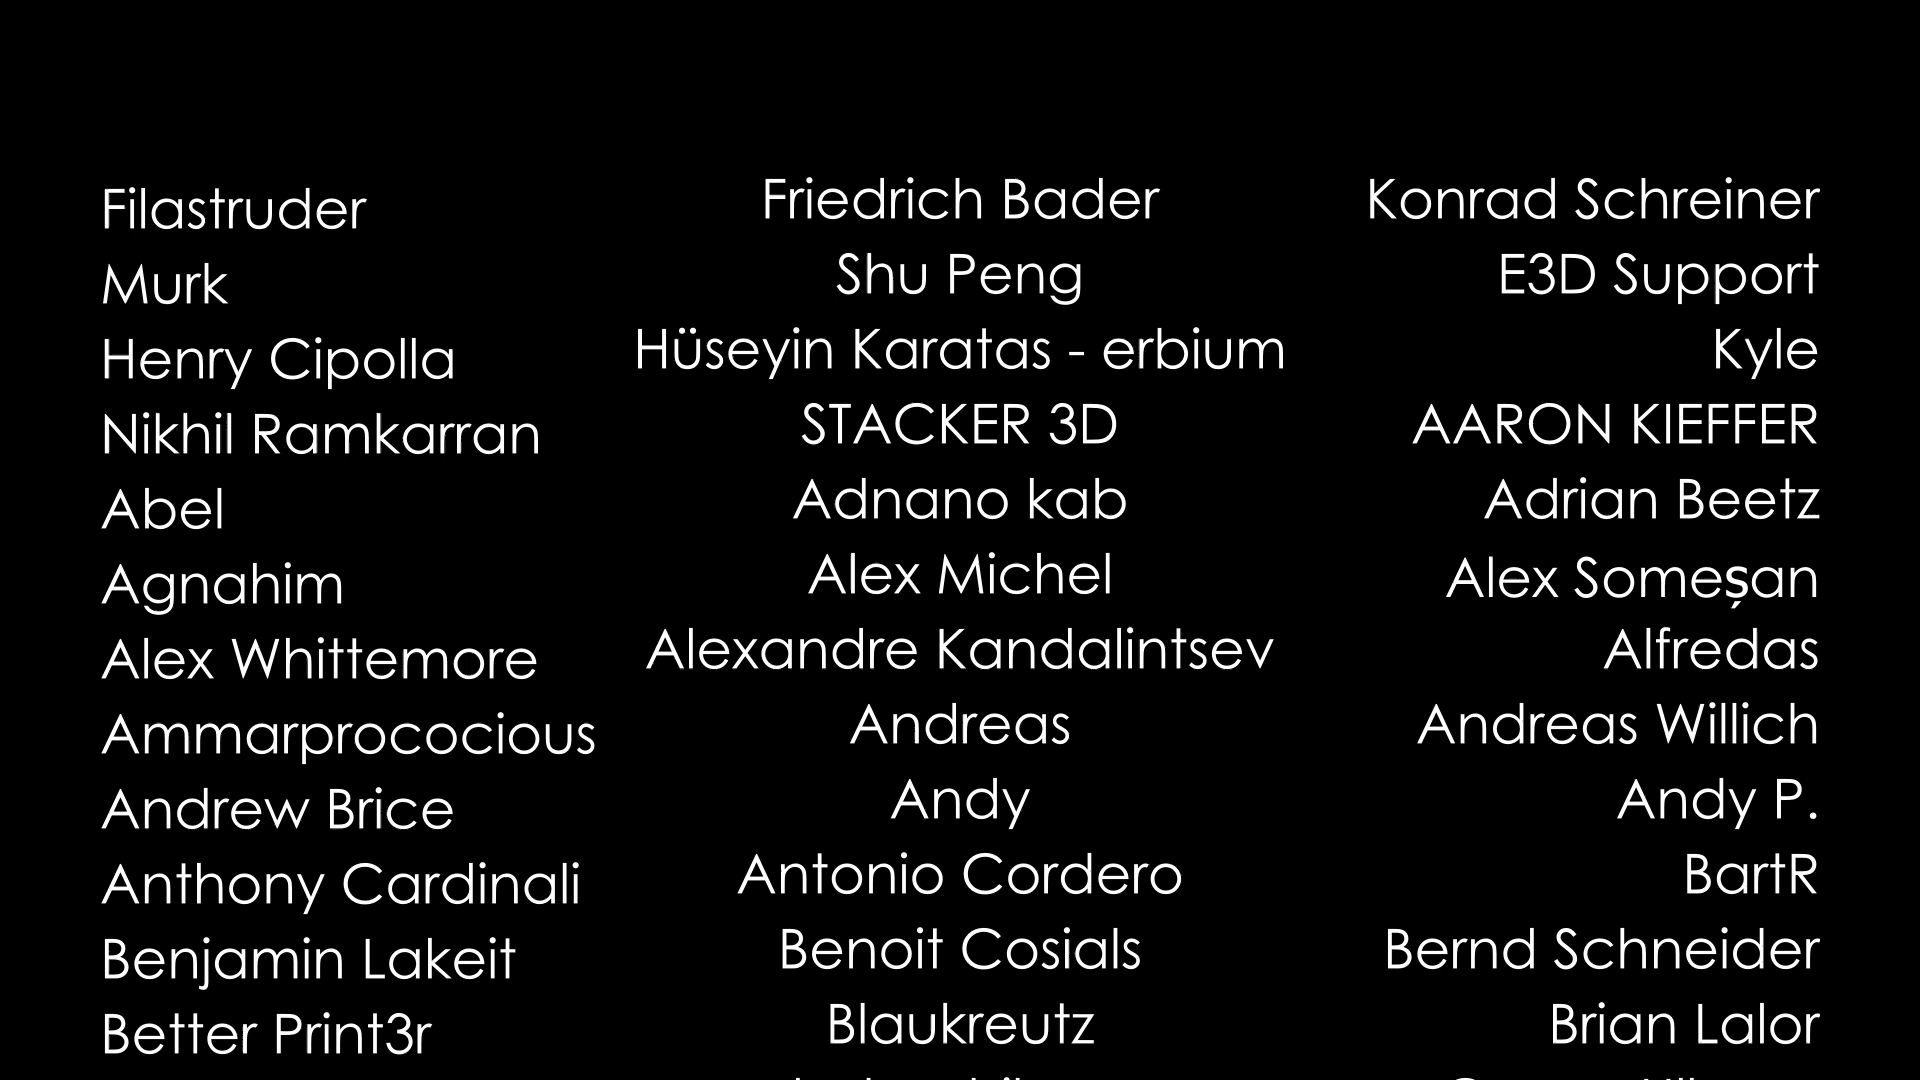 Filastruder
Murk
Henry Cipolla
Nikhil Ramkarran
Abel
Agnahim
Alex Whittemore
Ammarprococious
Andrew Brice
Anthony Cardinali
Benjamin Lakeit
Better Print3r
Friedrich Bader
Shu Peng
Hüseyin Karatas - erbium
STACKER 3D
Adnano kab
Alex Michel
Alexandre Kandalintsev
Andreas
Andy
Antonio Cordero
Benoit Cosials
Blaukreutz
Konrad Schreiner
E3D Support
Kyle
AARON KIEFFER
Adrian Beetz
Alex Someșan
Alfredas
Andreas Willich
Andy P.
BartR
Bernd Schneider
Brian Lalor